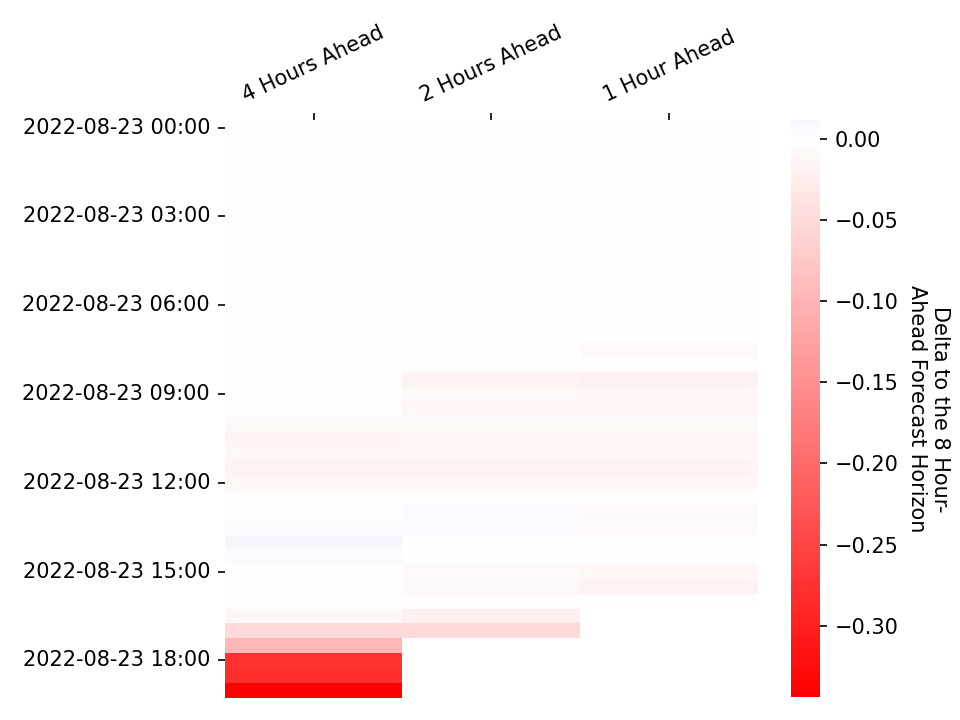 4 Hours Ahead
2 Hours Ahead
1 Hour Ahead
2022-08-23 00:00
2022-08-23 03:00
2022-08-23 06:00
2022-08-23 09:00
2022-08-23 12:00
2022-08-23 15:00
2022-08-23 18:00
0.00
−0.05
−0.10
−0.15
−0.20
−0.25
−0.30
Delta to the 8 Hour-
Ahead Forecast Horizon